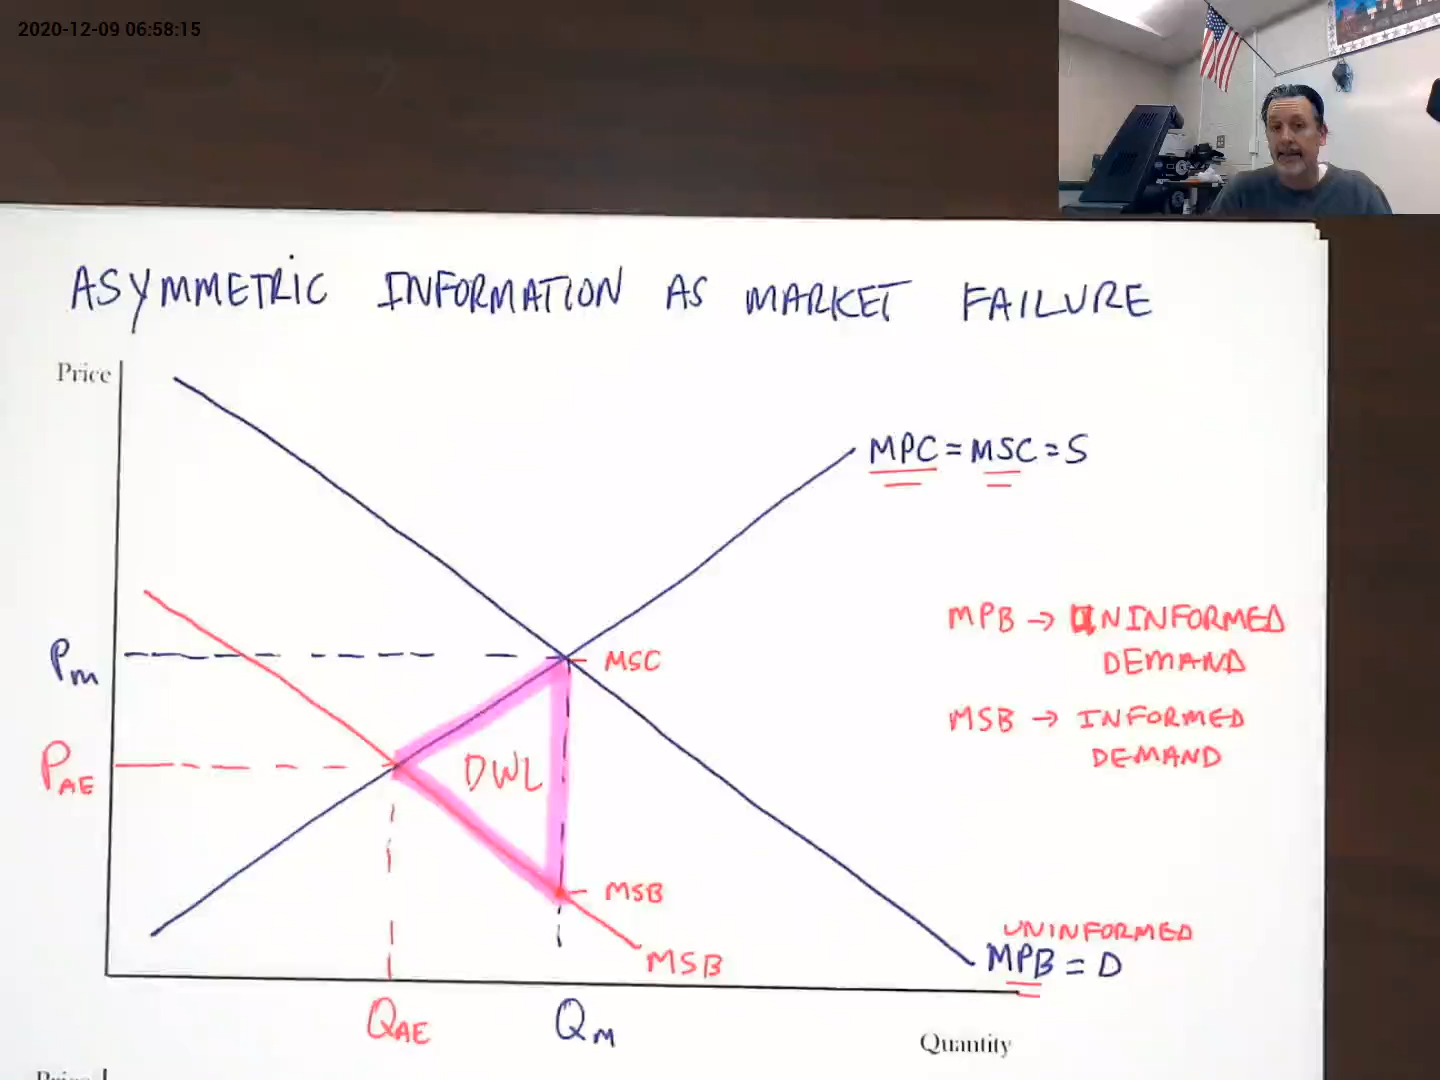 2020-12-09 06:58:15
ASYMMETRIC INFORMATION AS MARKET FAILURE
Price
MPC = MSC = S
MPB → UNINFORMED
DEMAND
Pm
MSC
MSB → INFORMED
DEMAND
PAE
DWL
MSB
UNINFORMED
MSB
MPB = D
QAE
QM
Quantity